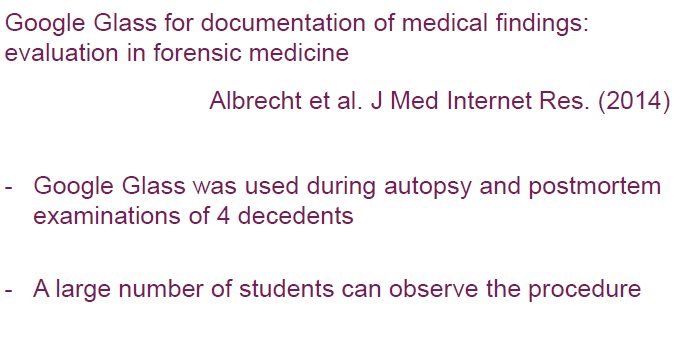 Google Glass for documentation of medical findings:
evaluation in forensic medicine
Albrecht et al. J Med Internet Res. (2014)
- Google Glass was used during autopsy and postmortem
examinations of 4 decedents
- A large number of students can observe the procedure